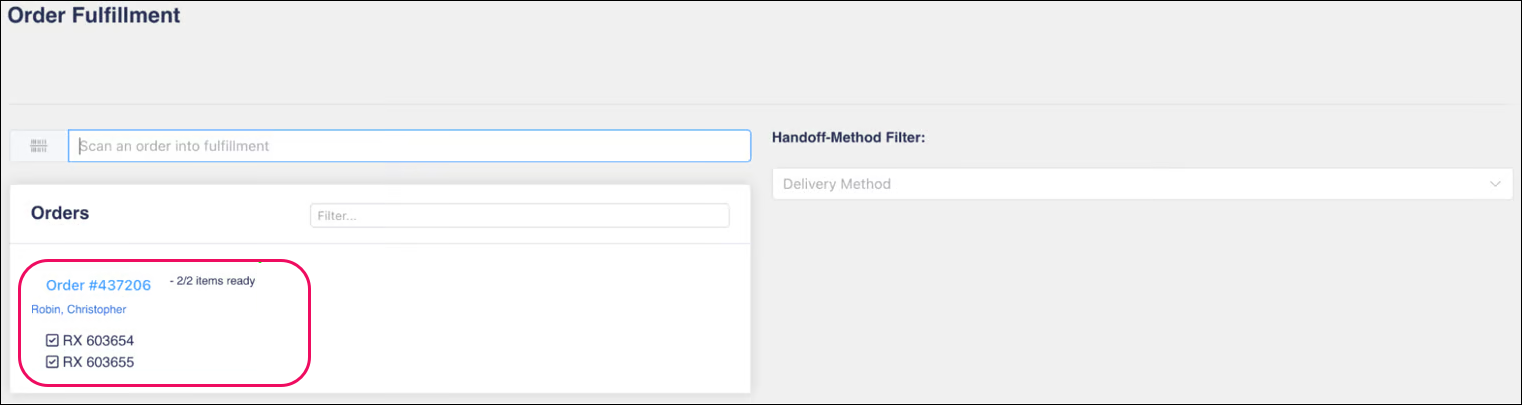 Order Fulfillment
Scan an order into fulfillment
Handoff-Method Filter:
Delivery Method
Orders
Filter...
Order #437206 - 2/2 items ready
Robin, Christopher
RX 603654
RX 603655